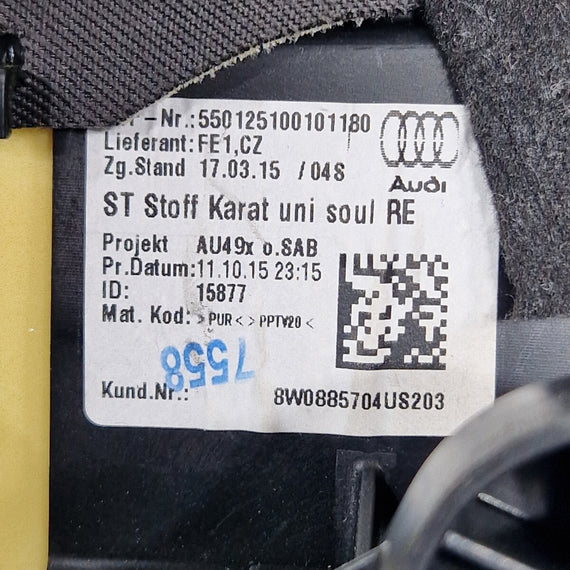 -Nr.:550125100101180
Lieferant:FE1,CZ
Zg.Stand 17.03.15 /04S
Audi
ST Stoff Karat uni soul RE
Projekt AU49x o.SAB
Pr.Datum:11.10.15 23:15
ID: 15877
Mat. Kod: >PUR< >PPTV20<
7558
Kund.Nr.: 8W0885704US203